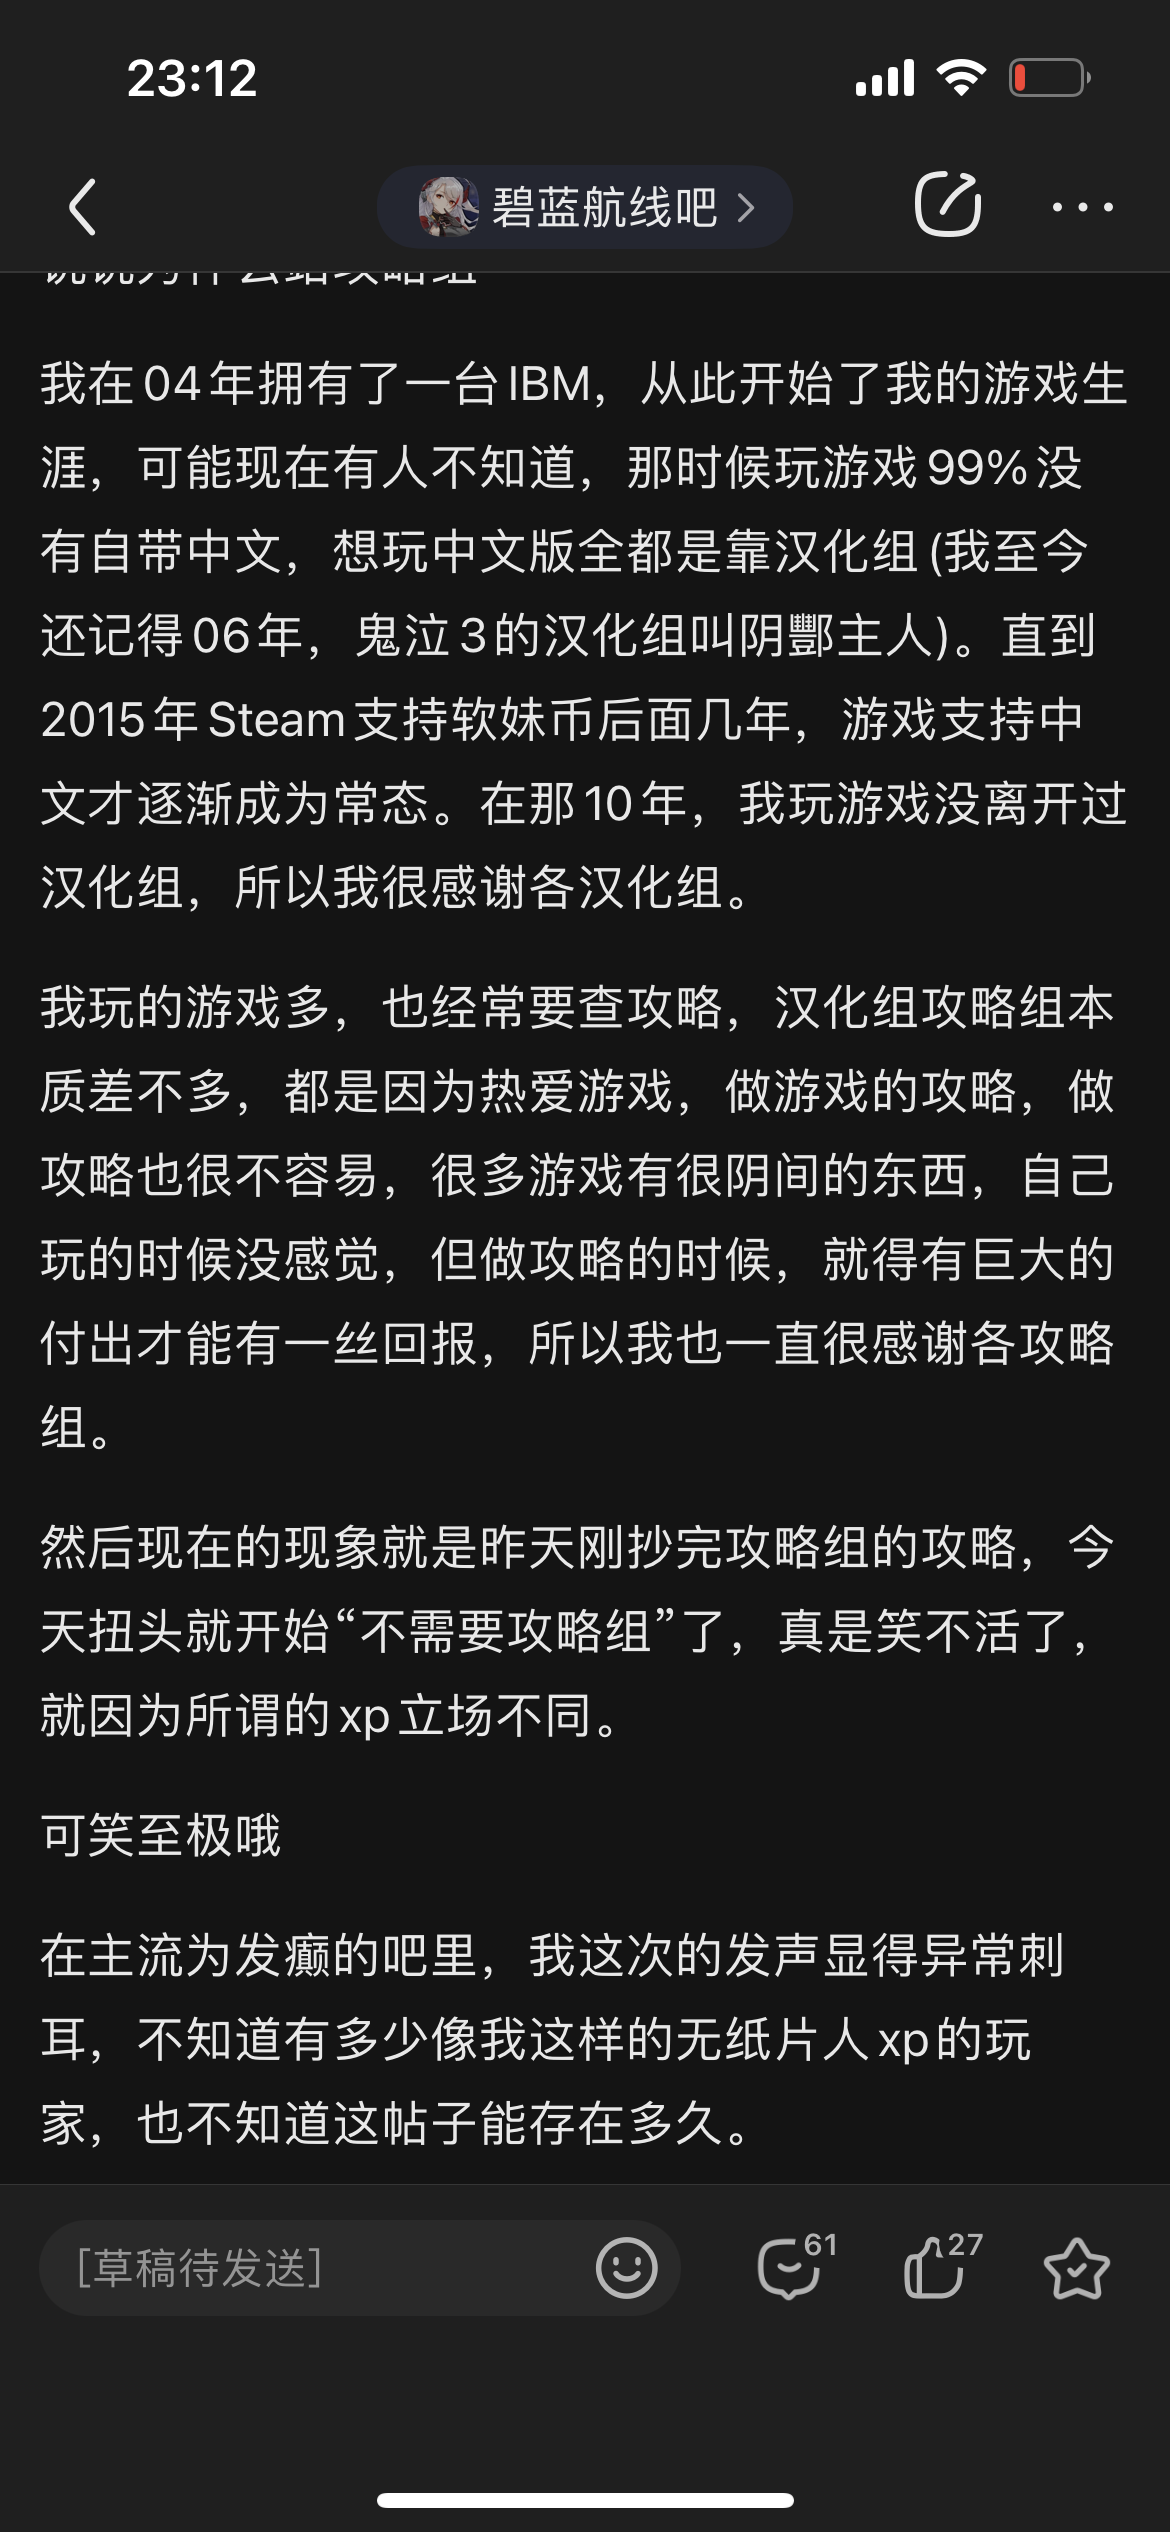 23:12
碧蓝航线吧
说说为什么站攻略组
我在04年拥有了一台IBM，从此开始了我的游戏生
涯，可能现在有人不知道，那时候玩游戏99%没
有自带中文，想玩中文版全都是靠汉化组(我至今
还记得06年，鬼泣3的汉化组叫阴酆主人)。直到
2015年Steam支持软妹币后面几年，游戏支持中
文才逐渐成为常态。在那10年，我玩游戏没离开过
汉化组，所以我很感谢各汉化组。
我玩的游戏多，也经常要查攻略，汉化组攻略组本
质差不多，都是因为热爱游戏，做游戏的攻略，做
攻略也很不容易，很多游戏有很阴间的东西，自己
玩的时候没感觉，但做攻略的时候，就得有巨大的
付出才能有一丝回报，所以我也一直很感谢各攻略
组。
然后现在的现象就是昨天刚抄完攻略组的攻略，今
天扭头就开始“不需要攻略组”了，真是笑不活了，
就因为所谓的xp立场不同。
可笑至极哦
在主流为发癫的吧里，我这次的发声显得异常刺
耳，不知道有多少像我这样的无纸片人xp的玩
家，也不知道这帖子能存在多久。
[草稿待发送]
61
27